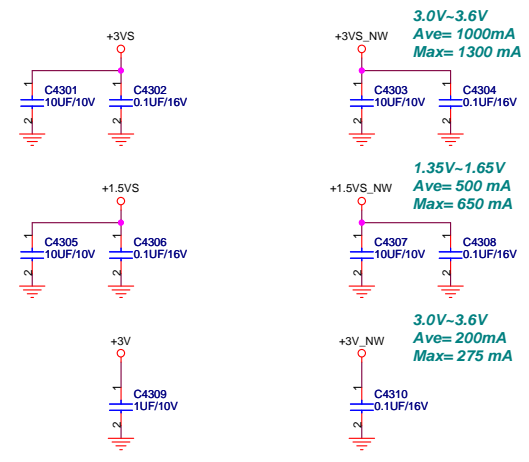 3.0V~3.6V
Ave= 1000mA
Max= 1300 mA
+3VS
+3VS_NW
1
C4301
10UF/10V
2
1
C4302
0.1UF/16V
2
1
C4303
10UF/10V
2
1
C4304
0.1UF/16V
2
1.35V~1.65V
Ave= 500 mA
Max= 650 mA
+1.5VS
+1.5VS_NW
1
C4305
10UF/10V
2
1
C4306
0.1UF/16V
2
1
C4307
10UF/10V
2
1
C4308
0.1UF/16V
2
3.0V~3.6V
Ave= 200mA
Max= 275 mA
+3V
+3V_NW
1
C4309
1UF/10V
2
1
C4310
0.1UF/16V
2